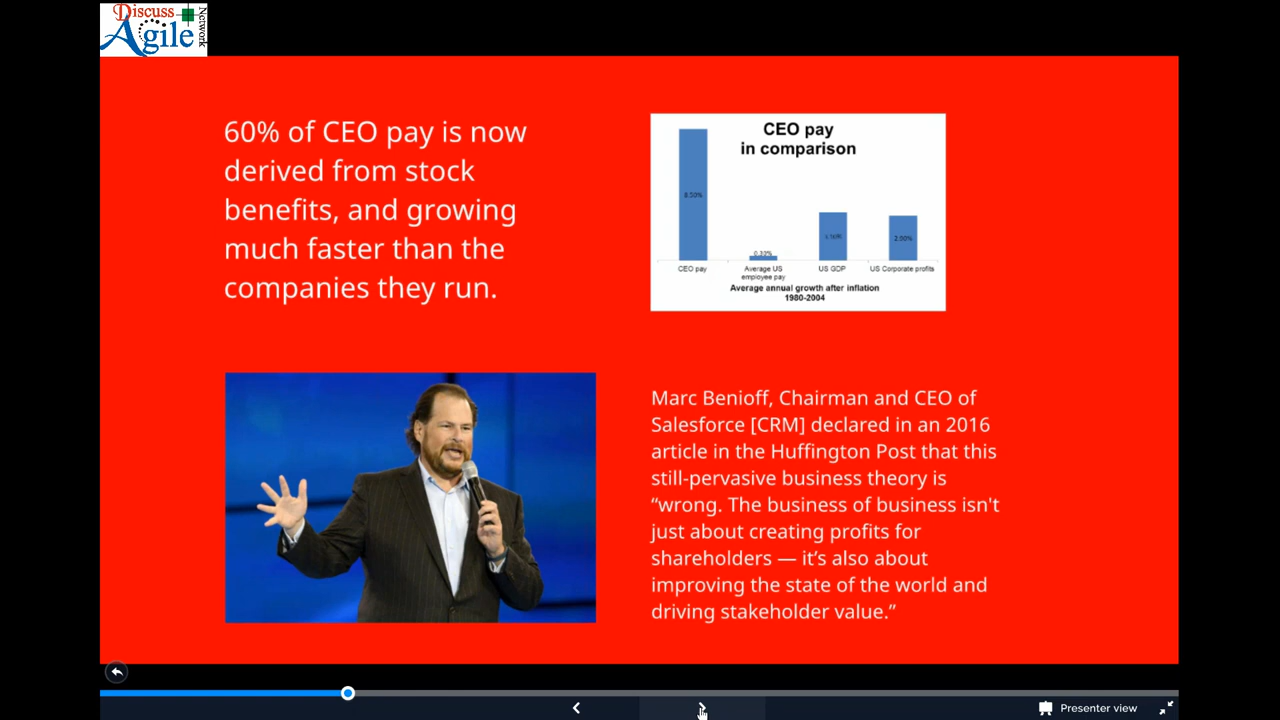 Discuss
Agile
Network
60% of CEO pay is now
derived from stock
benefits, and growing
much faster than the
companies they run.
CEO pay
in comparison
8.50%
0.30%
2.90%
CEO pay
Average US
employee pay
US GDP
US Corporate profits
Average annual growth after inflation
1980-2004
Marc Benioff, Chairman and CEO of
Salesforce [CRM] declared in an 2016
article in the Huffington Post that this
still-pervasive business theory is
“wrong. The business of business isn't
just about creating profits for
shareholders — it’s also about
improving the state of the world and
driving stakeholder value.”
Presenter view